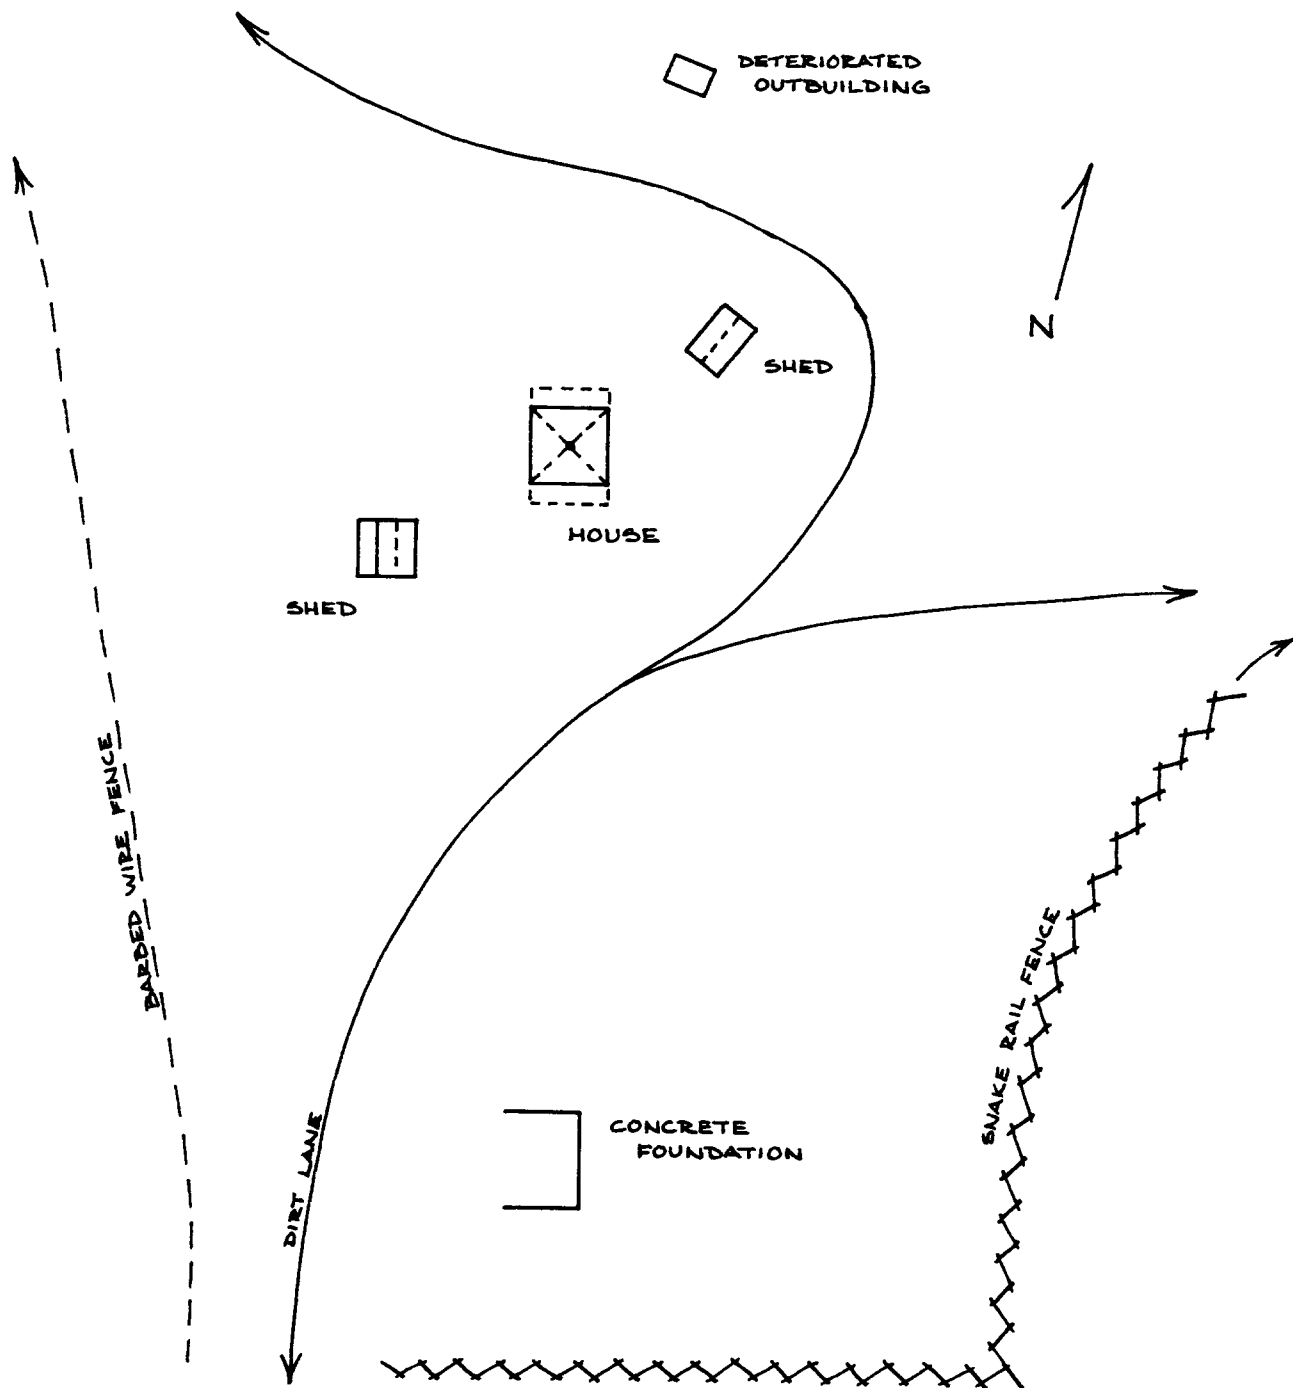 DETERIORATED
OUTBUILDING
N
SHED
HOUSE
SHED
BARBED WIRE FENCE
SNAKE RAIL FENCE
CONCRETE
FOUNDATION
DIRT LANE